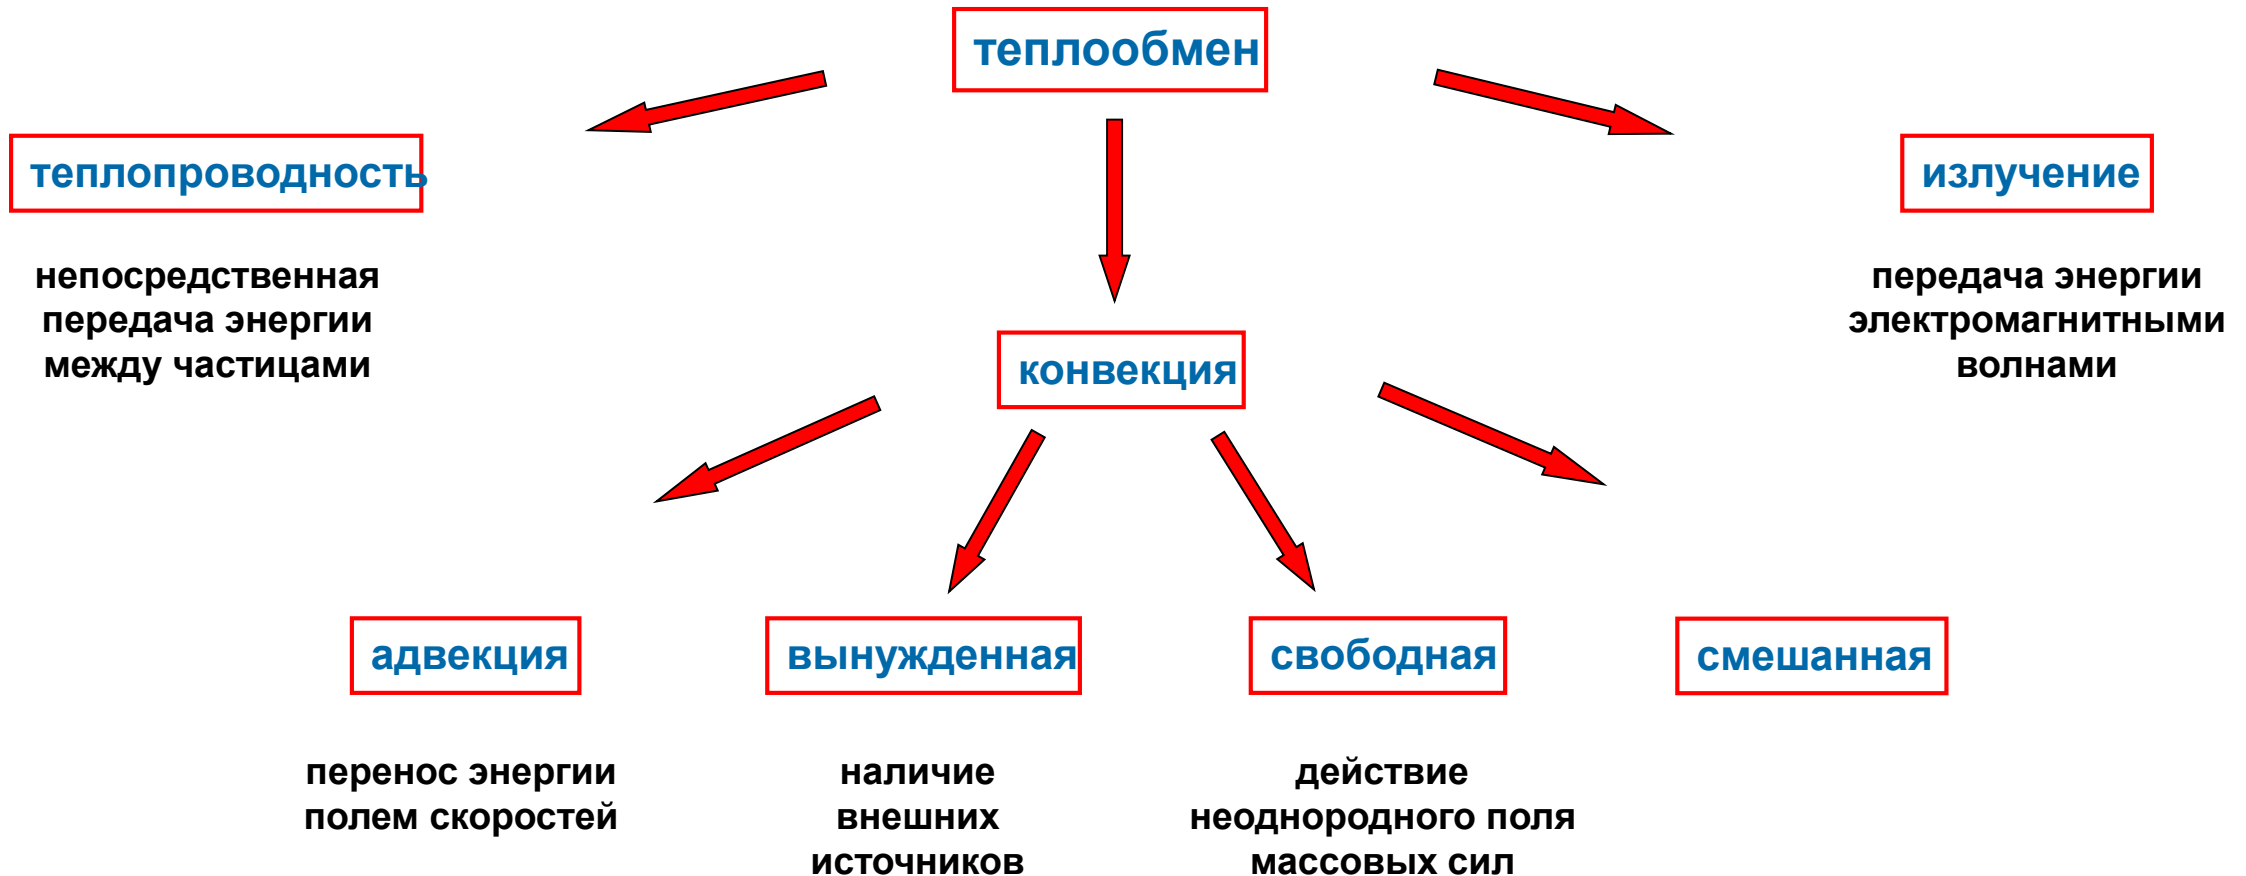 теплообмен
теплопроводность
излучение
непосредственная
передача энергии
между частицами
передача энергии
электромагнитными
волнами
конвекция
адвекция
вынужденная
свободная
смешанная
перенос энергии
полем скоростей
наличие
внешних
источников
действие
неоднородного поля
массовых сил